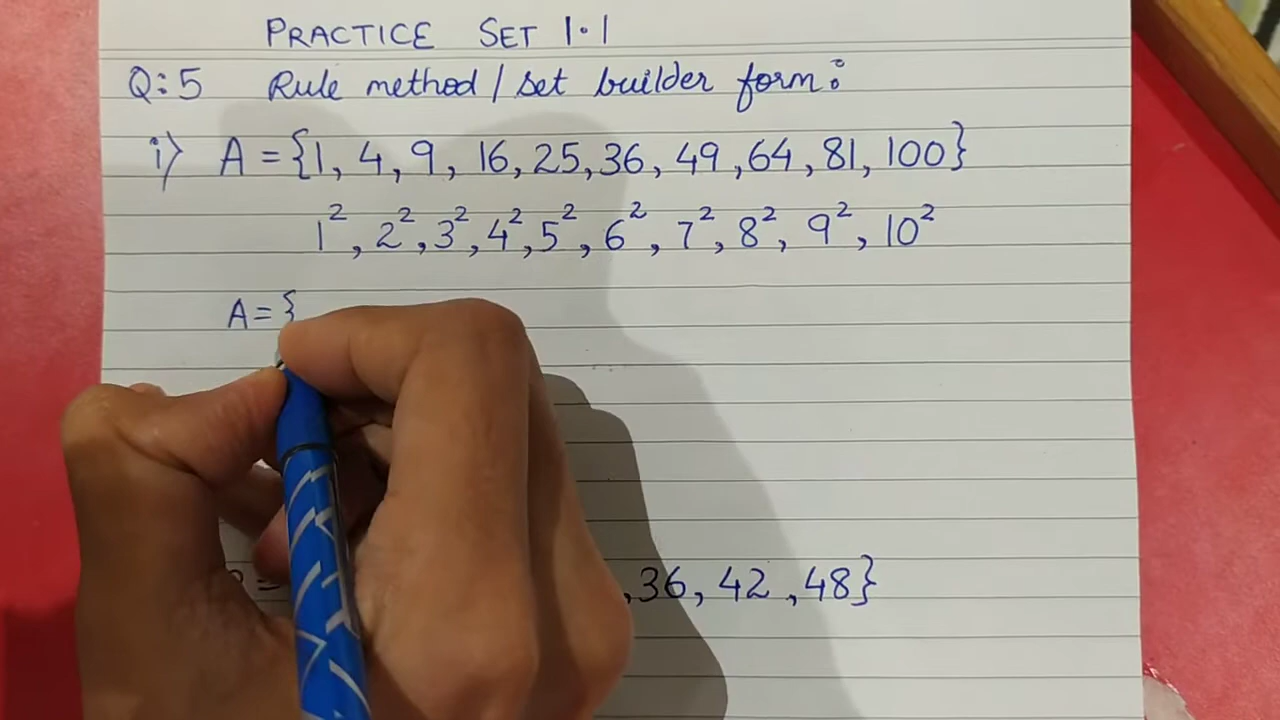 PRACTICE SET 1.1
Q:5 Rule method / set builder form:
i) A = {1, 4, 9, 16, 25, 36, 49, 64, 81, 100}
1², 2², 3², 4², 5², 6², 7², 8², 9², 10²
A = {
, 36, 42, 48}